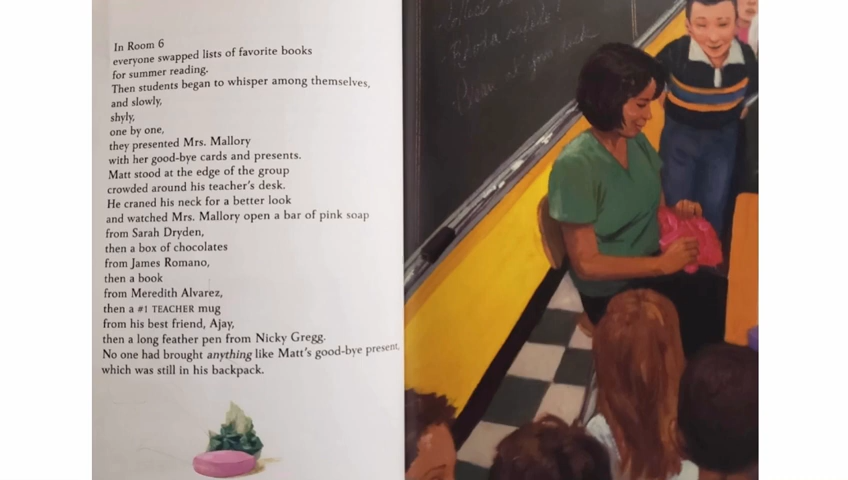 In Room 6
everyone swapped lists of favorite books
for summer reading.
Then students began to whisper among themselves,
and slowly,
shyly,
one by one,
they presented Mrs. Mallory
with her good-bye cards and presents.
Matt stood at the edge of the group
crowded around his teacher's desk.
He craned his neck for a better look
and watched Mrs. Mallory open a bar of pink soap
from Sarah Dryden,
then a box of chocolates
from James Romano,
then a book
from Meredith Alvarez,
then a #1 TEACHER mug
from his best friend, Ajay,
then a long feather pen from Nicky Gregg.
No one had brought anything like Matt's good-bye present,
which was still in his backpack.